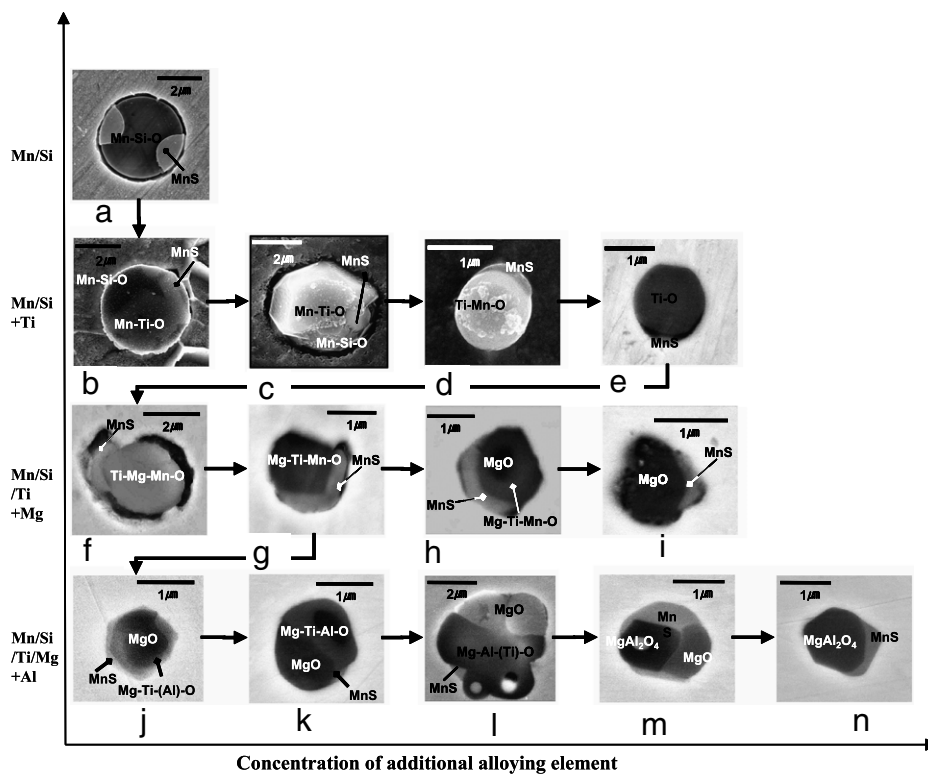 Mn/Si
2㎛
Mn-Si-O
MnS
a
Mn/Si
+Ti
2㎛
MnS
Mn-Si-O
Mn-Ti-O
b
2㎛
MnS
Mn-Ti-O
Mn-Si-O
c
1㎛
MnS
Ti-Mn-O
d
1㎛
Ti-O
MnS
e
Mn/Si
/Ti
+Mg
2㎛
MnS
Ti-Mg-Mn-O
f
1㎛
Mg-Ti-Mn-O
MnS
g
1㎛
MgO
MnS
Mg-Ti-Mn-O
h
1㎛
MnS
MgO
i
Mn/Si
/Ti/Mg
+Al
1㎛
MgO
MnS
Mg-Ti-(Al)-O
j
1㎛
Mg-Ti-Al-O
MgO
MnS
k
2㎛
MgO
Mg-Al-(Ti)-O
MnS
l
1㎛
Mn
S
MgAl₂O₄
MgO
m
1㎛
MgAl₂O₄
MnS
n
Concentration of additional alloying element